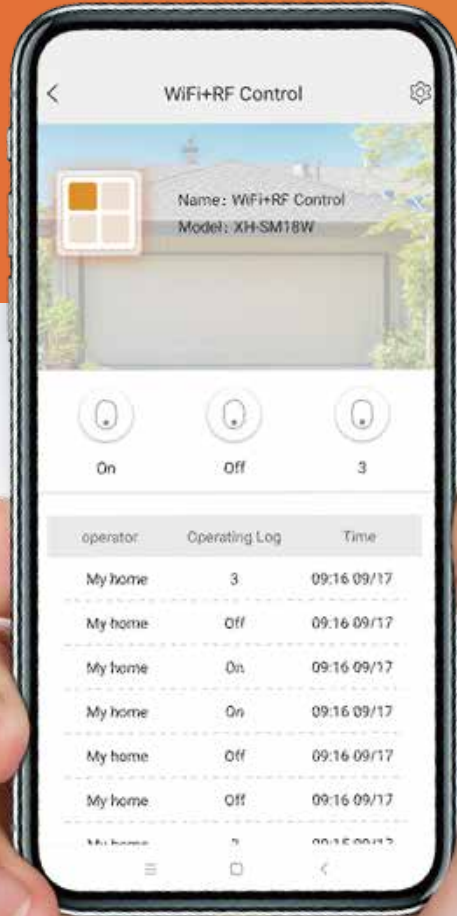 WiFi+RF Control
Name: WiFi+RF Control
Model: XH-SM18W
On Off 3
operator Operating Log Time
My home 3 09:16 09/17
My home Off 09:16 09/17
My home On 09:16 09/17
My home On 09:16 09/17
My home Off 09:16 09/17
My home Off 09:16 09/17